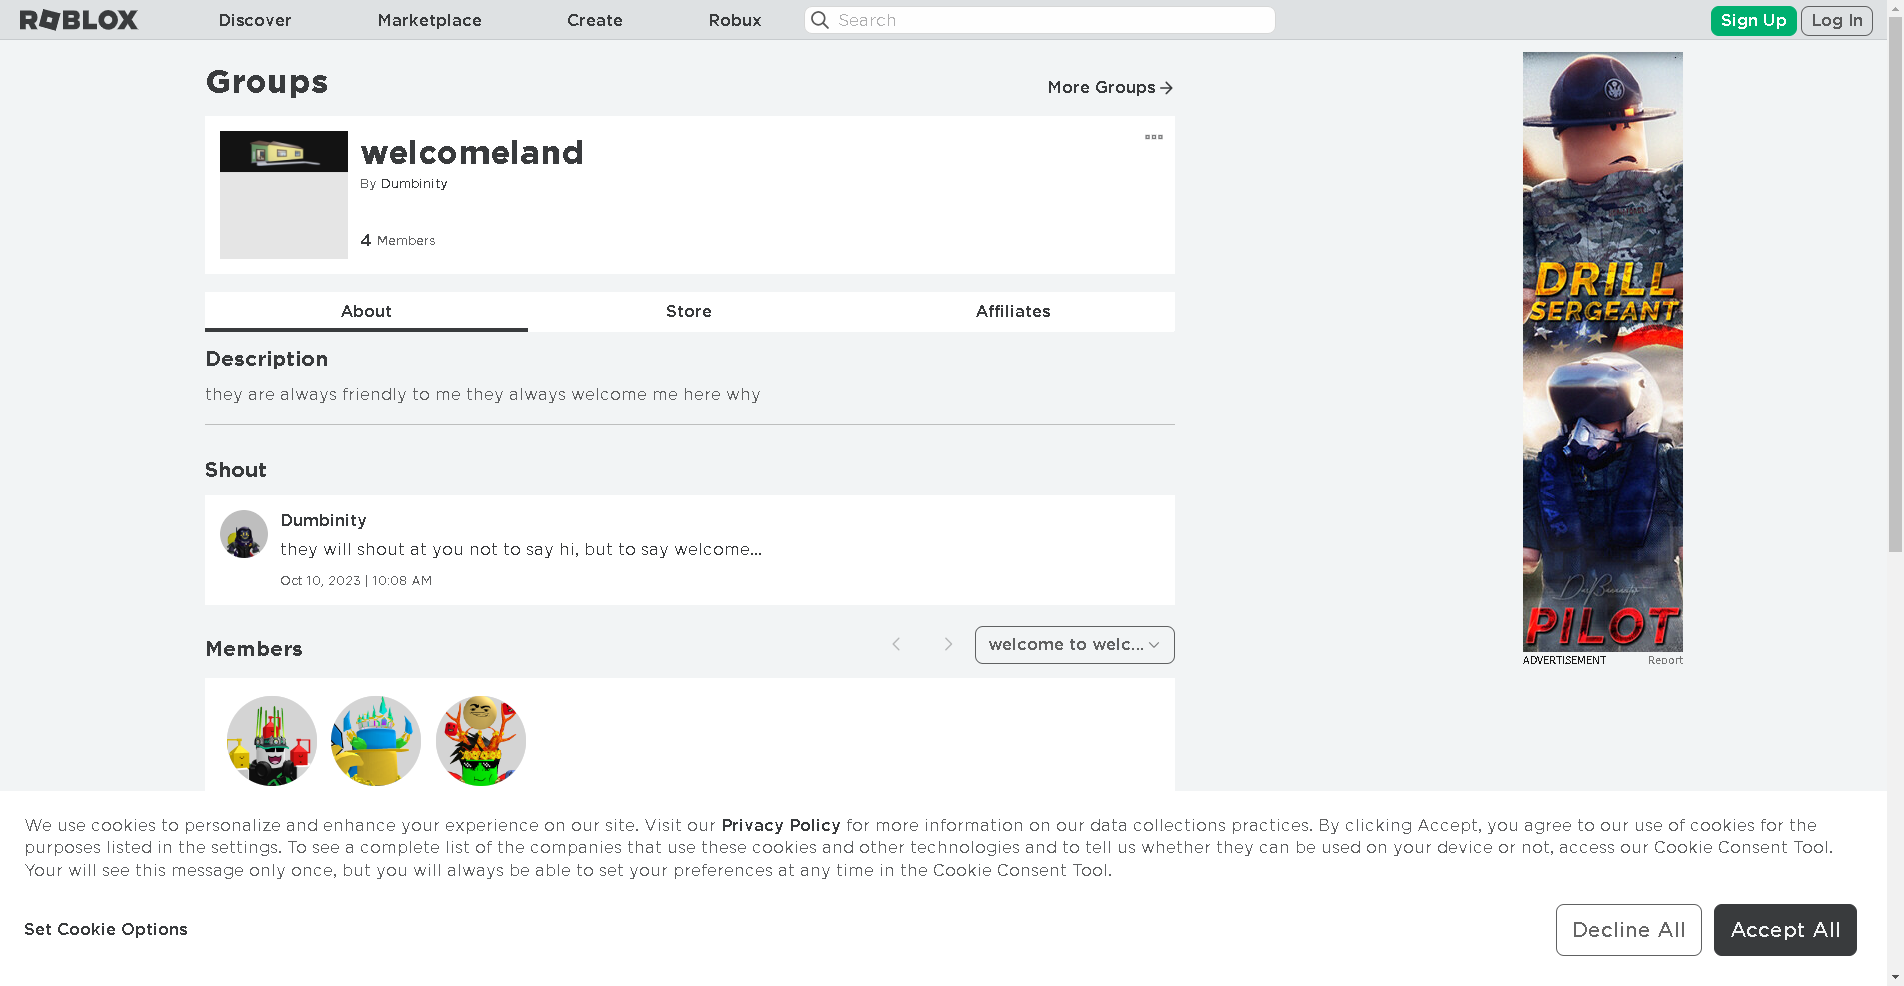 ROBLOX Discover Marketplace Create Robux Search Sign Up Log In
Groups
More Groups
welcomeland
By Dumbinity
4 Members
About Store Affiliates
Description
they are always friendly to me they always welcome me here why
Shout
Dumbinity
they will shout at you not to say hi, but to say welcome...
Oct 10, 2023 | 10:08 AM
Members
welcome to welc...
DRILL
SERGEANT
CAVIAR
PILOT
ADVERTISEMENT Report
We use cookies to personalize and enhance your experience on our site. Visit our Privacy Policy for more information on our data collections practices. By clicking Accept, you agree to our use of cookies for the
purposes listed in the settings. To see a complete list of the companies that use these cookies and other technologies and to tell us whether they can be used on your device or not, access our Cookie Consent Tool.
Your will see this message only once, but you will always be able to set your preferences at any time in the Cookie Consent Tool.
Set Cookie Options
Decline All
Accept All